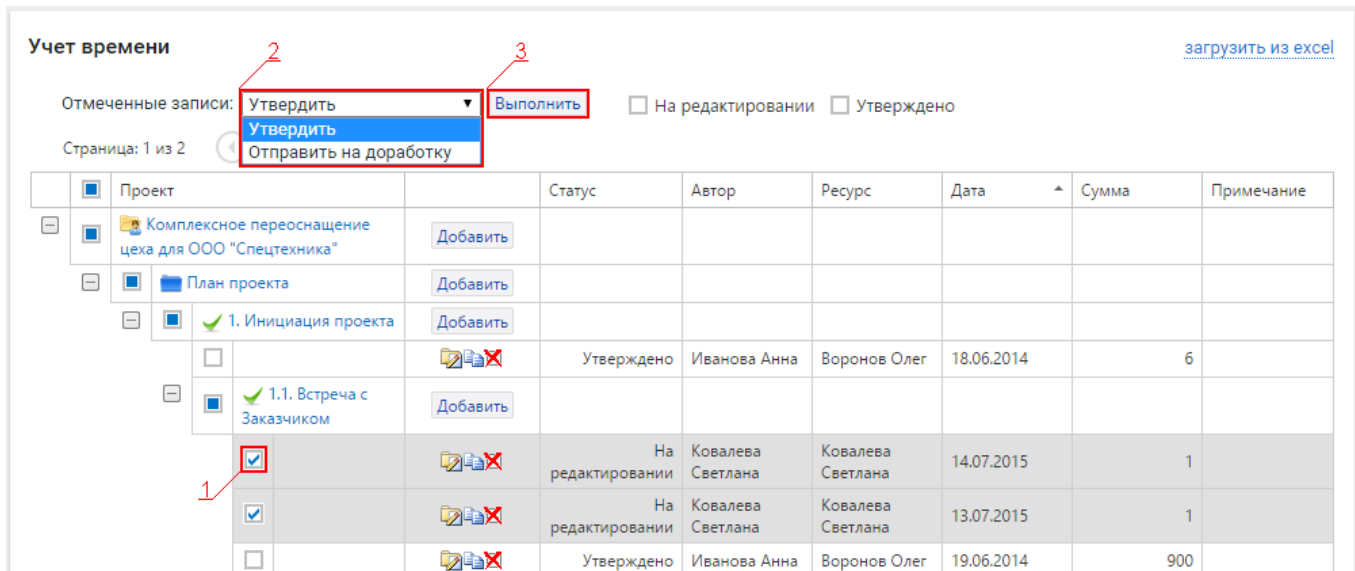 Учет времени
2
3
загрузить из excel
Отмеченные записи: Утвердить Выполнить На редактировании Утверждено
Утвердить
Страница: 1 из 2 Отправить на доработку
Проект Статус Автор Ресурс Дата Сумма Примечание
Комплексное переоснащение
цеха для ООО "Спецтехника" Добавить
План проекта Добавить
1. Инициация проекта Добавить
Утверждено Иванова Анна Воронов Олег 18.06.2014 6
1.1. Встреча с
Заказчиком Добавить
На Ковалева Ковалева
редактировании Светлана Светлана 14.07.2015 1
1
На Ковалева Ковалева
редактировании Светлана Светлана 13.07.2015 1
Утверждено Иванова Анна Воронов Олег 19.06.2014 900